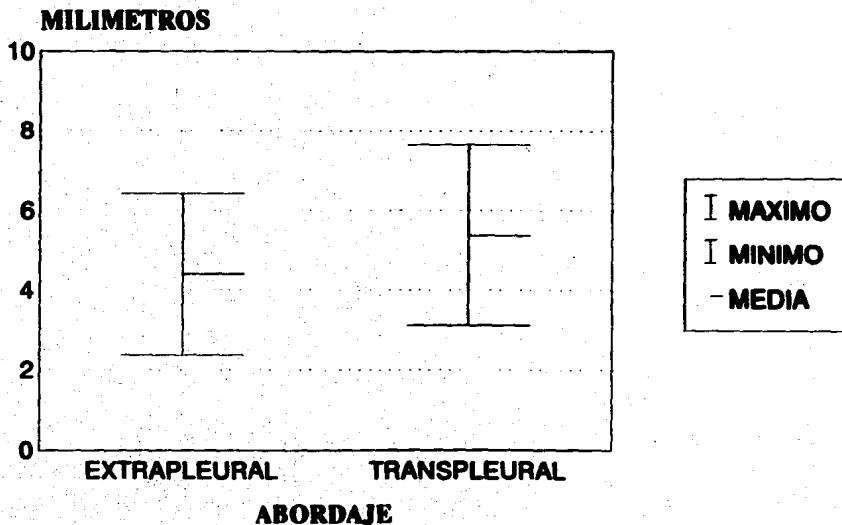 MILIMETROS
10
8
6
4
2
0
EXTRAPLEURAL TRANSPLEURAL
ABORDAJE
MAXIMO
MINIMO
MEDIA